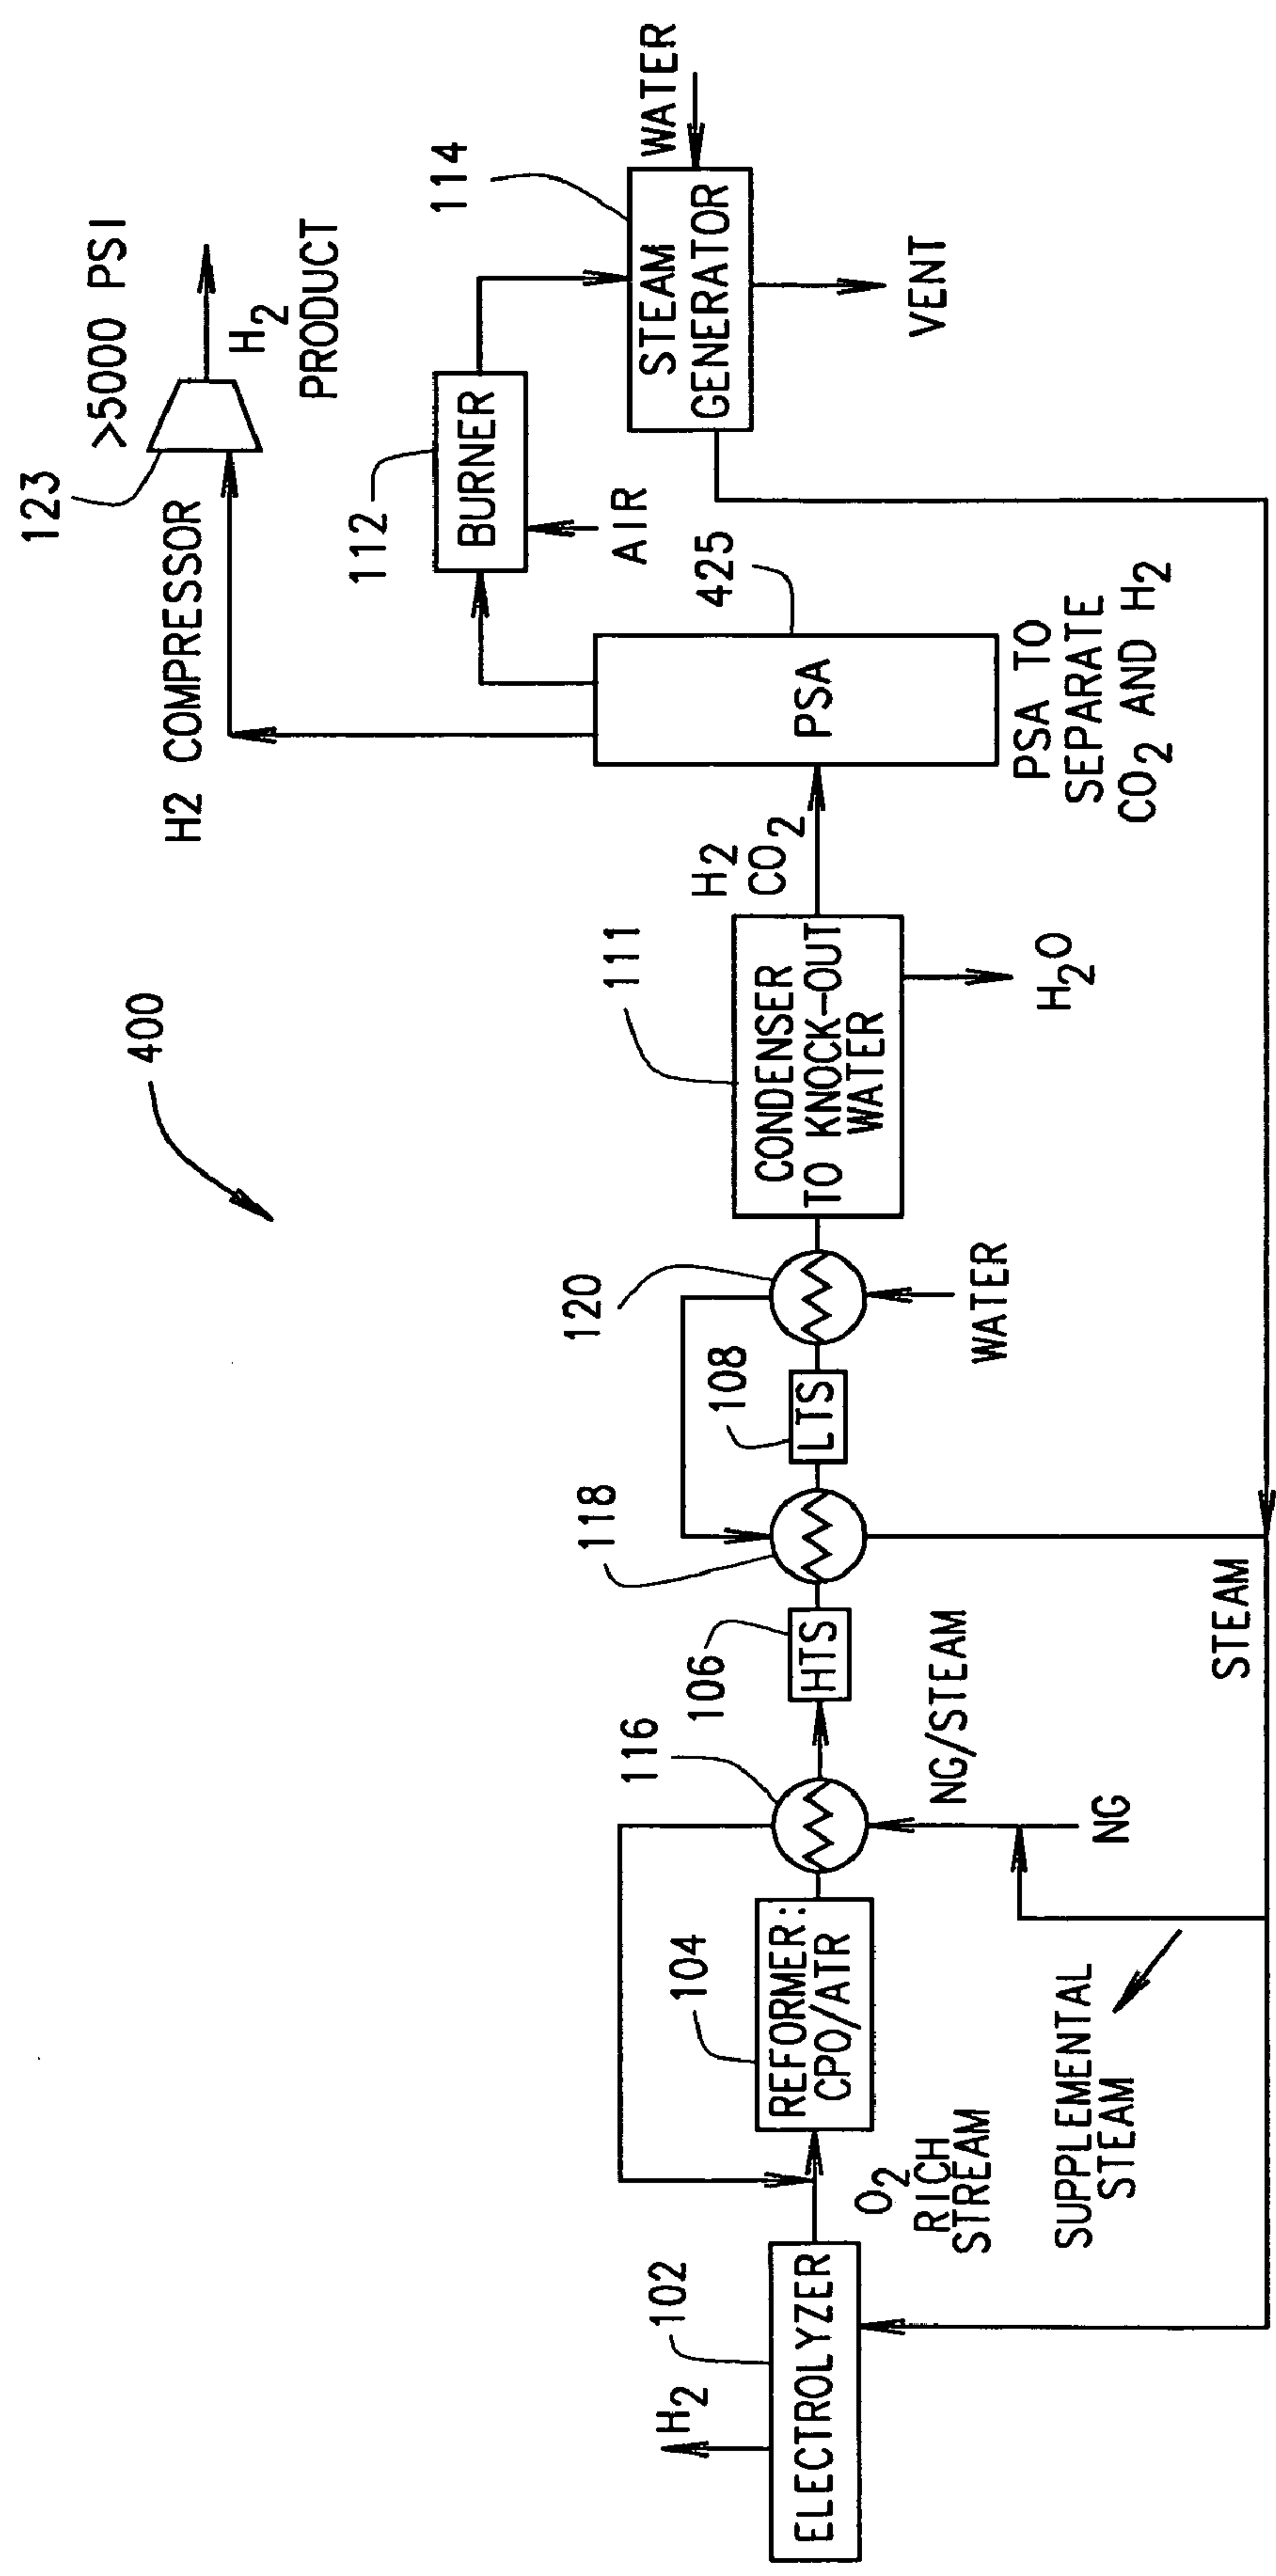 400
123
>5000 PSI
H2 COMPRESSOR
H2
PRODUCT
112
BURNER
AIR
114
STEAM
GENERATOR
WATER
VENT
425
PSA
PSA TO
SEPARATE
CO2 AND H2
H2
CO2
111
CONDENSER
TO KNOCK-OUT
WATER
H2O
120
WATER
108
LTS
118
106
HTS
116
NG/STEAM
NG
STEAM
104
REFORMER:
CPO/ATR
SUPPLEMENTAL
STEAM
O2
RICH
STREAM
102
H2
ELECTROLYZER